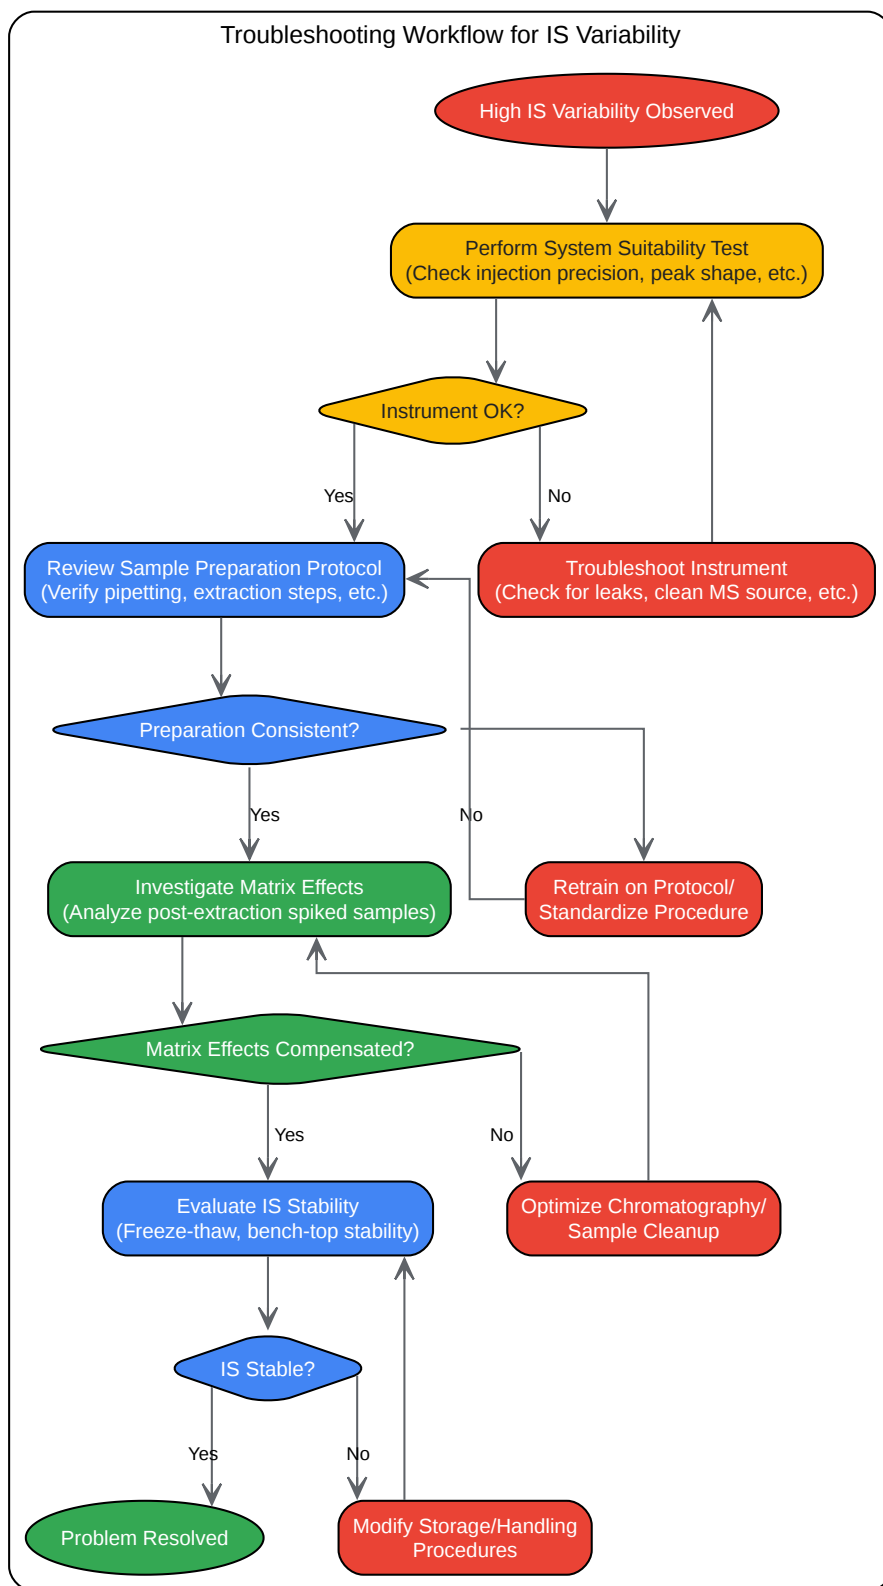 Troubleshooting Workflow for IS Variability
High IS Variability Observed
Perform System Suitability Test
(Check injection precision, peak shape, etc.)
Instrument OK?
Yes
No
Review Sample Preparation Protocol
(Verify pipetting, extraction steps, etc.)
Troubleshoot Instrument
(Check for leaks, clean MS source, etc.)
Preparation Consistent?
Yes
No
Investigate Matrix Effects
(Analyze post-extraction spiked samples)
Retrain on Protocol/
Standardize Procedure
Matrix Effects Compensated?
Yes
No
Evaluate IS Stability
(Freeze-thaw, bench-top stability)
Optimize Chromatography/
Sample Cleanup
IS Stable?
Yes
No
Problem Resolved
Modify Storage/Handling
Procedures